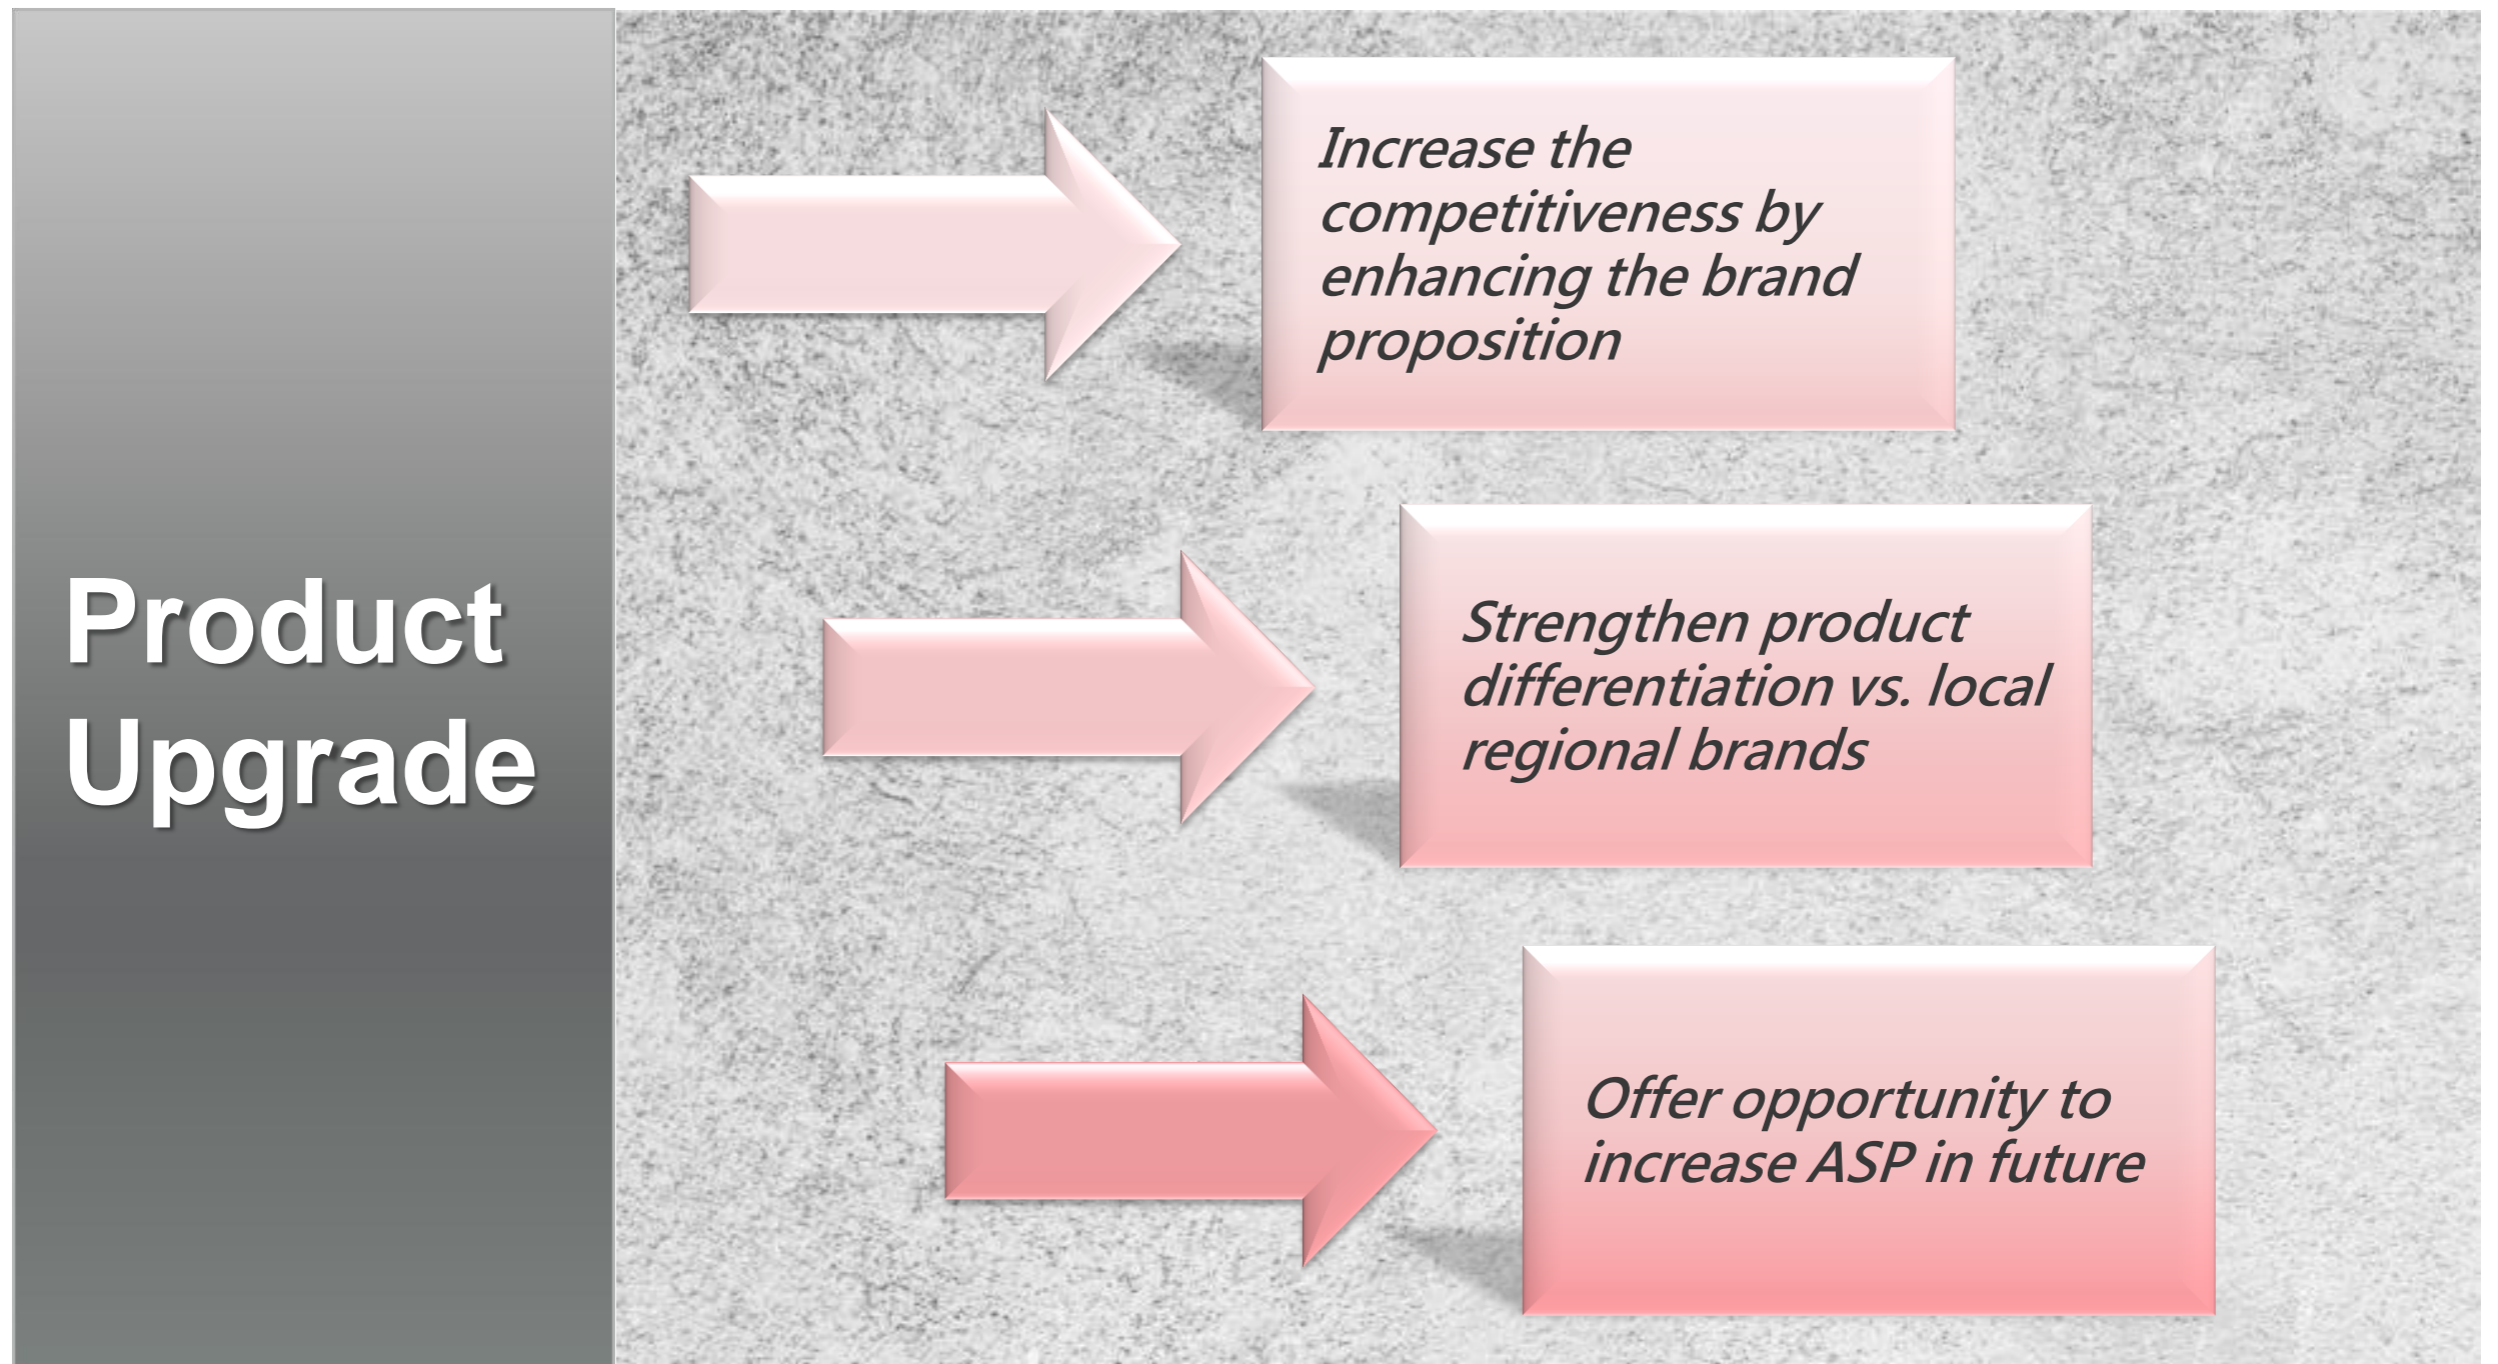 Product
Upgrade
Increase the
competitiveness by
enhancing the brand
proposition
Strengthen product
differentiation vs. local
regional brands
Offer opportunity to
increase ASP in future